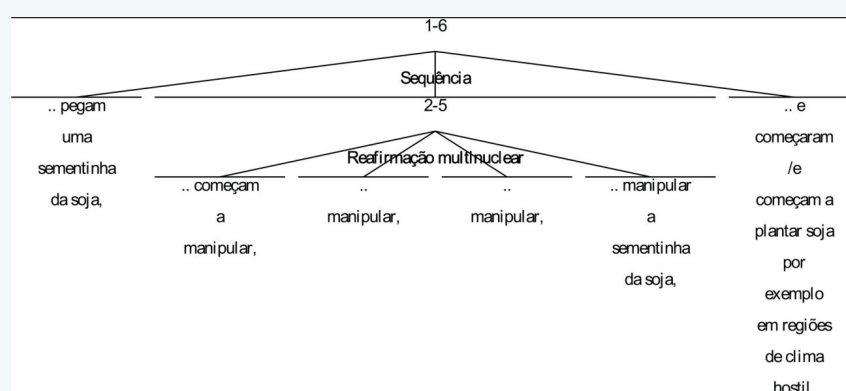 1-6
Sequência
.. pegam
uma
sementinha
da soja,
2-5
Reafirmação multinuclear
.. começam
a
manipular,
..
manipular,
..
manipular,
.. manipular
a
sementinha
da soja,
.. e
começaram
/e
começam a
plantar soja
por
exemplo
em regiões
de clima
hostil